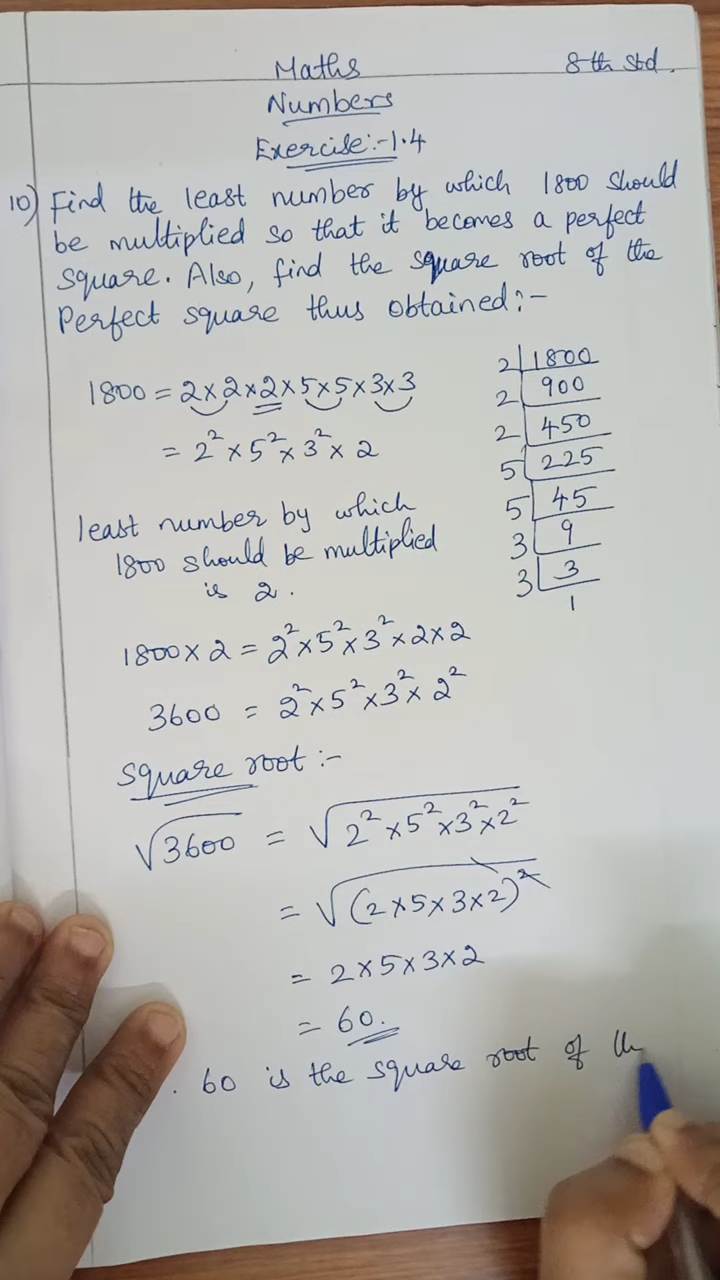 Maths
8th Std.
Numbers
Exercise:-1.4
10) Find the least number by which 1800 should
be multiplied so that it becomes a perfect
square. Also, find the square root of the
Perfect square thus obtained:-
1800 = 2×2×2×5×5×3×3
= 2²×5²×3²×2
least number by which
1800 should be multiplied
is 2.
2 1800
2 900
2 450
5 225
5 45
3 9
3 3
1
1800×2 = 2²×5²×3²×2×2
3600 = 2²×5²×3²×2²
square root :-
√3600 = √2²×5²×3²×2²
= √(2×5×3×2)²
= 2×5×3×2
= 60.
. 60 is the square root of th